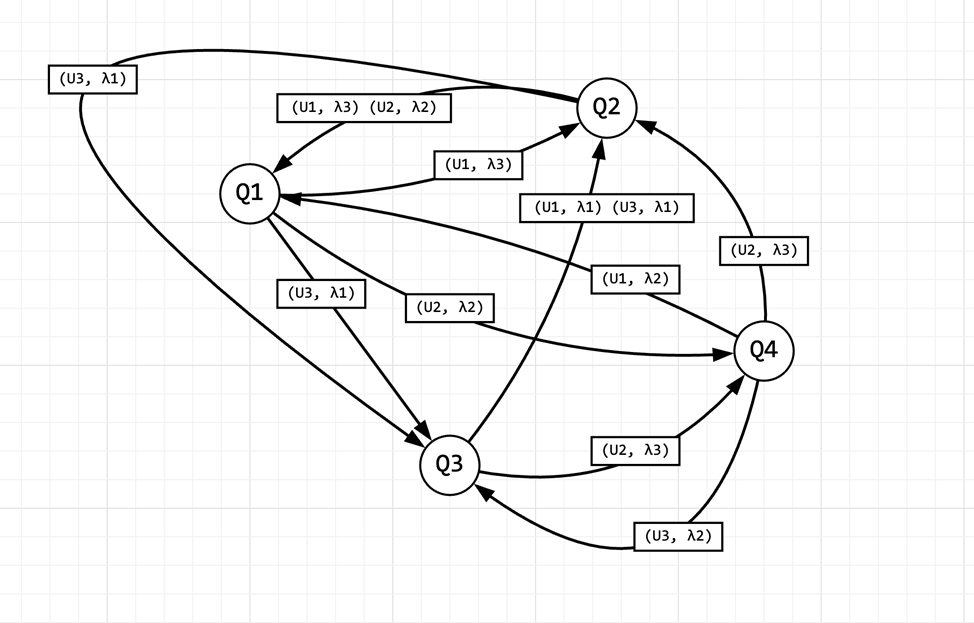 (U3, λ1)
(U1, λ3) (U2, λ2)
Q2
(U1, λ3)
Q1
(U1, λ1) (U3, λ1)
(U2, λ3)
(U1, λ2)
(U3, λ1)
(U2, λ2)
Q4
(U2, λ3)
Q3
(U3, λ2)